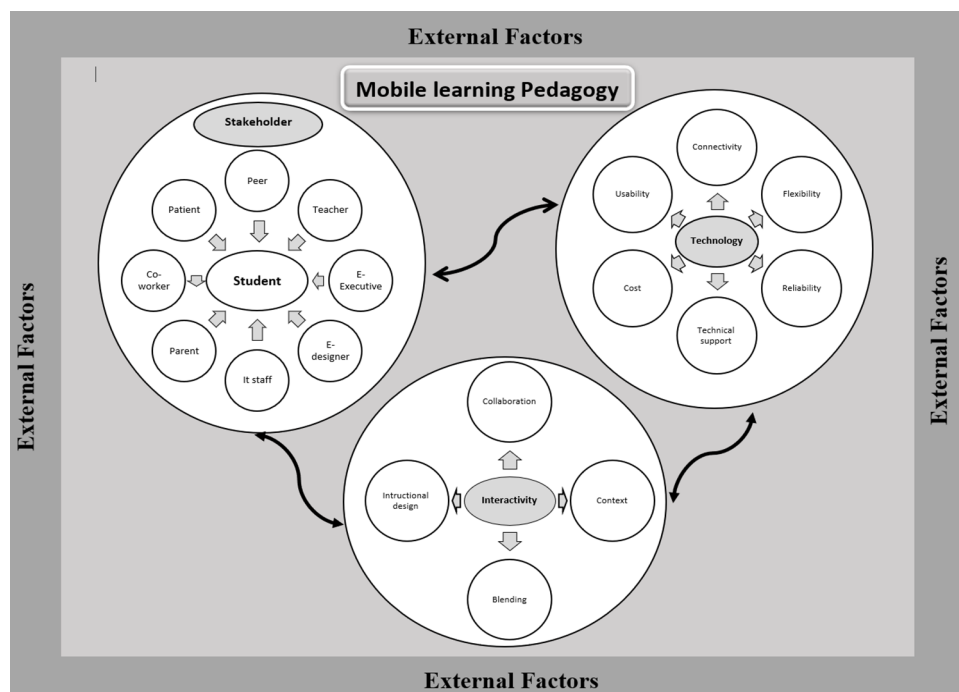 External Factors
Mobile learning Pedagogy
External Factors
External Factors
Stakeholder
Peer
Patient
Teacher
Co-
worker
Student
E-
Executive
Parent
E-
designer
It staff
Connectivity
Usability
Flexibility
Technology
Cost
Reliability
Technical
support
Collaboration
Intructional
design
Interactivity
Context
Blending
External Factors